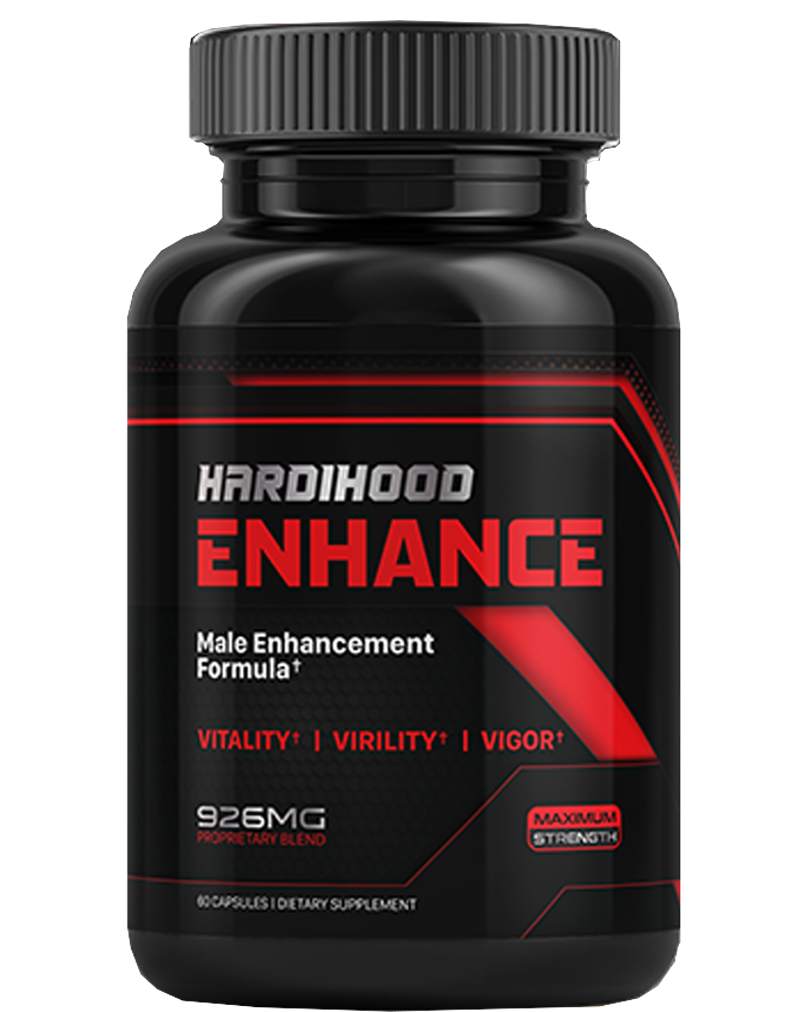 HARDIHOOD
ENHANCE
Male Enhancement
Formula†
VITALITY† | VIRILITY† | VIGOR†
926MG
PROPRIETARY BLEND
MAXIMUM
STRENGTH
60 CAPSULES | DIETARY SUPPLEMENT